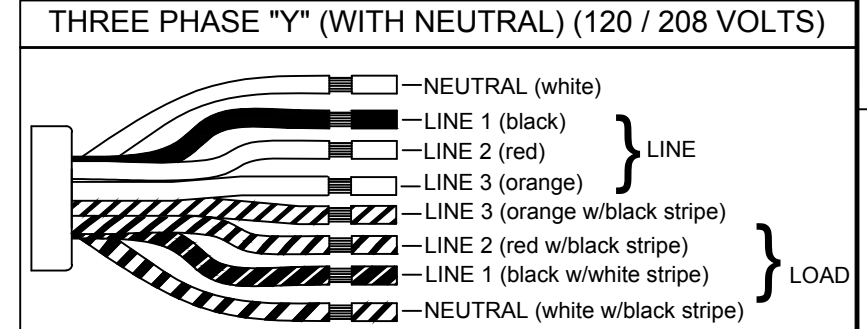 THREE PHASE "Y" (WITH NEUTRAL) (120 / 208 VOLTS)
NEUTRAL (white)
LINE 1 (black)
LINE 2 (red)
LINE
LINE 3 (orange)
LINE 3 (orange w/black stripe)
LINE 2 (red w/black stripe)
LINE 1 (black w/white stripe)
LOAD
NEUTRAL (white w/black stripe)